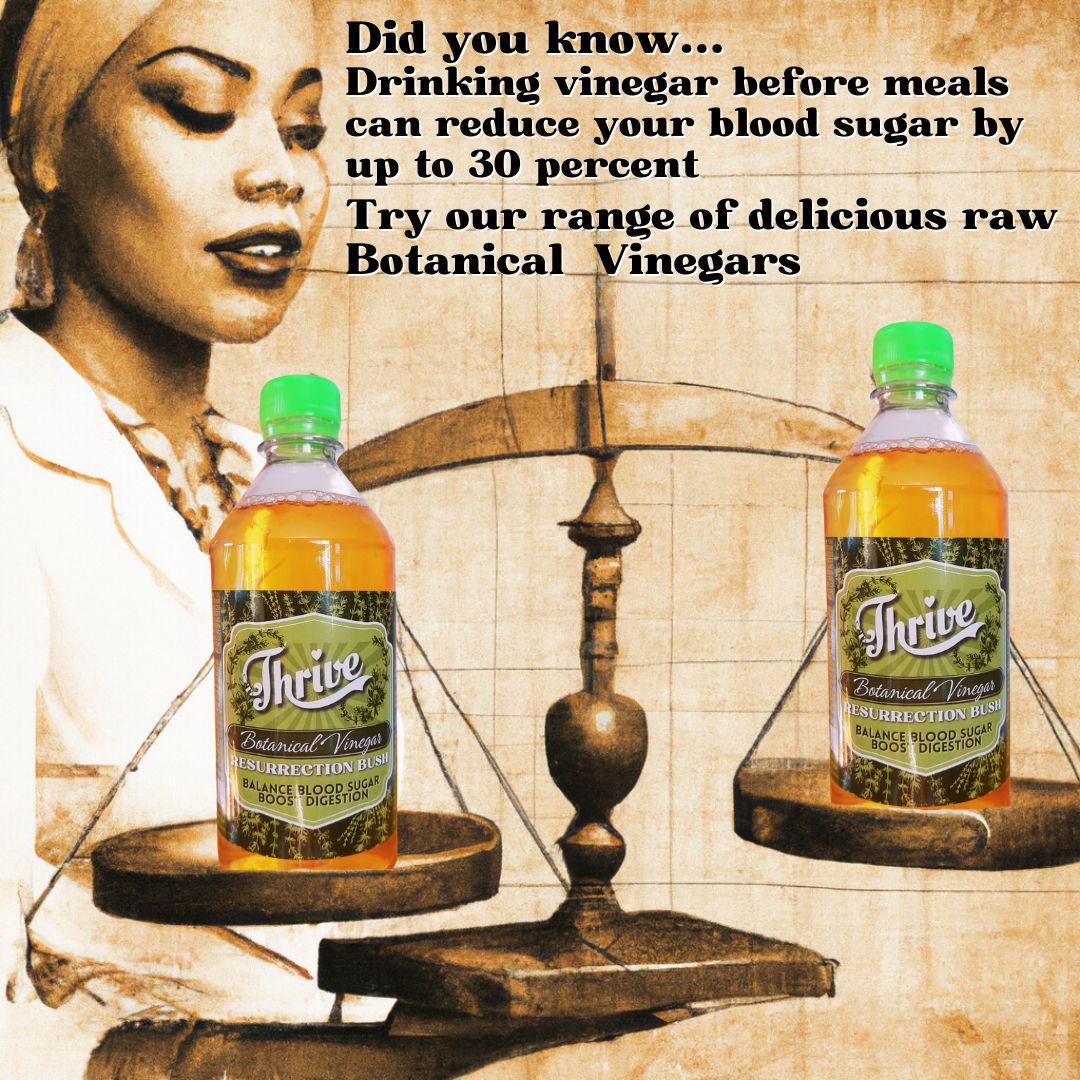 Did you know...
Drinking vinegar before meals
can reduce your blood sugar by
up to 30 percent
Try our range of delicious raw
Botanical Vinegars
Thrive
Botanical Vinegar
RESURRECTION BUSH
BALANCE BLOOD SUGAR
BOOST DIGESTION
Thrive
Botanical Vinegar
RESURRECTION BUSH
BALANCE BLOOD SUGAR
BOOST DIGESTION